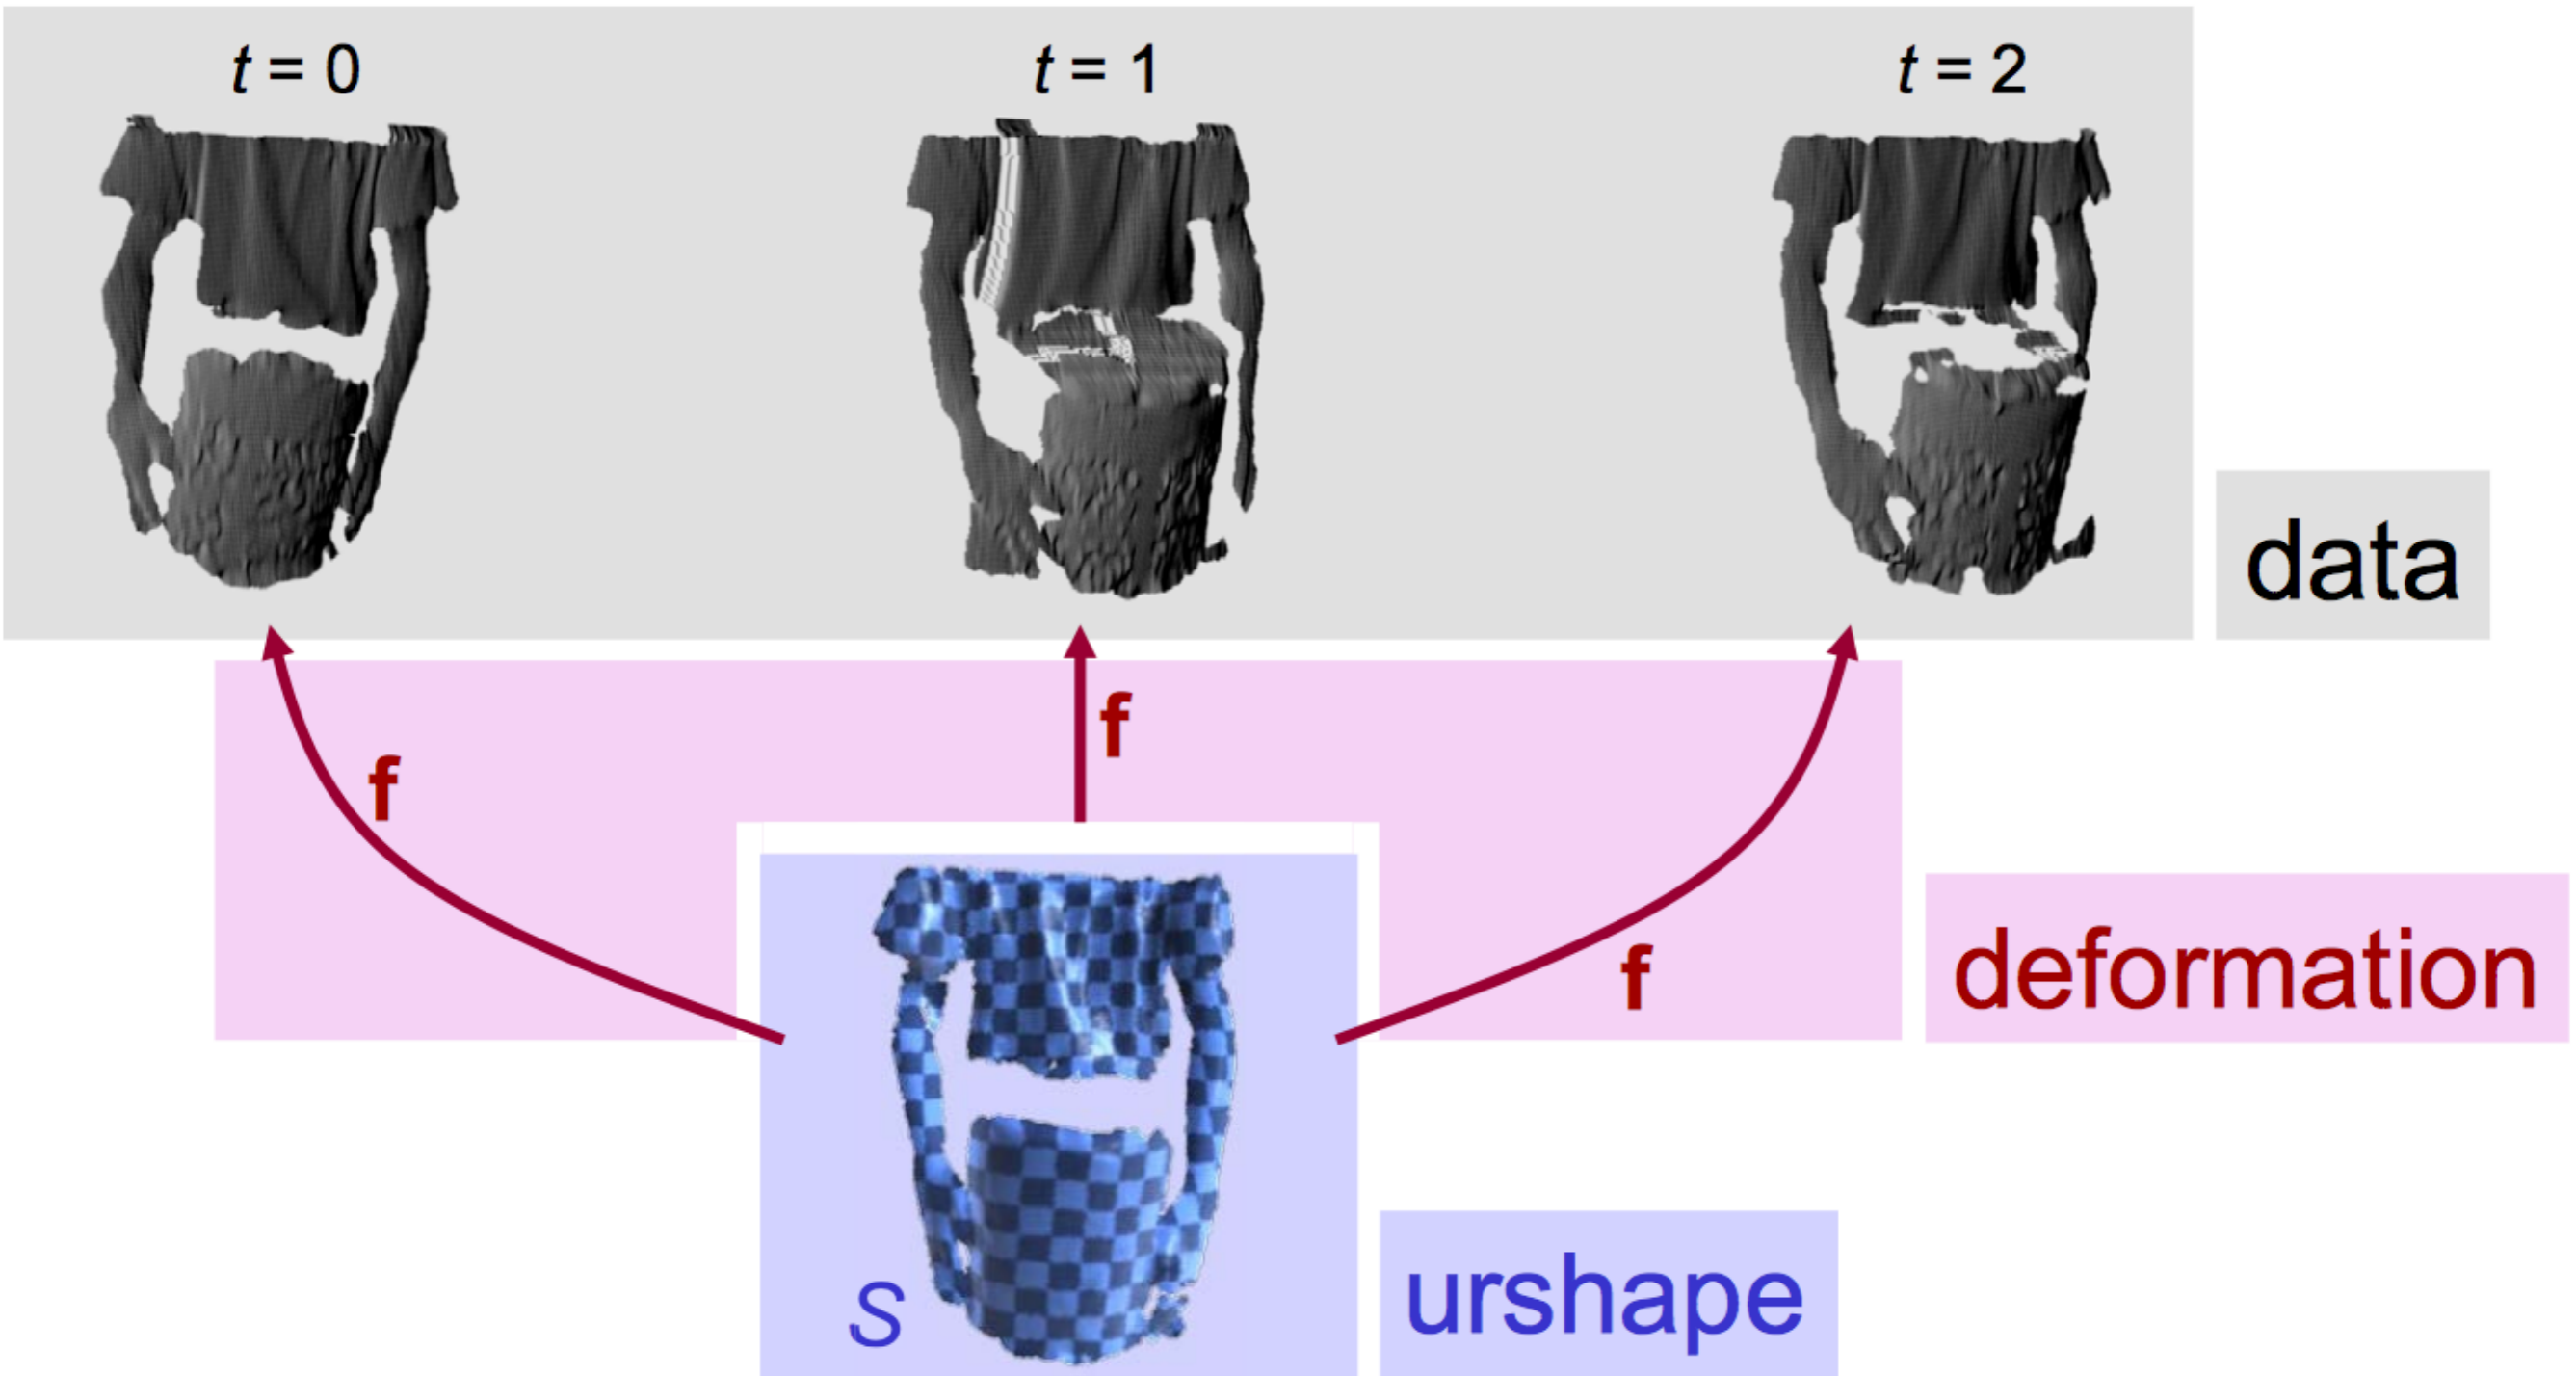 t = 0
t = 1
t = 2
data
f
f
f
deformation
S
urshape